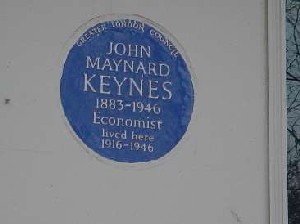 GREATER LONDON COUNCIL
JOHN
MAYNARD
KEYNES
1883-1946
Economist
lived here
1916-1946